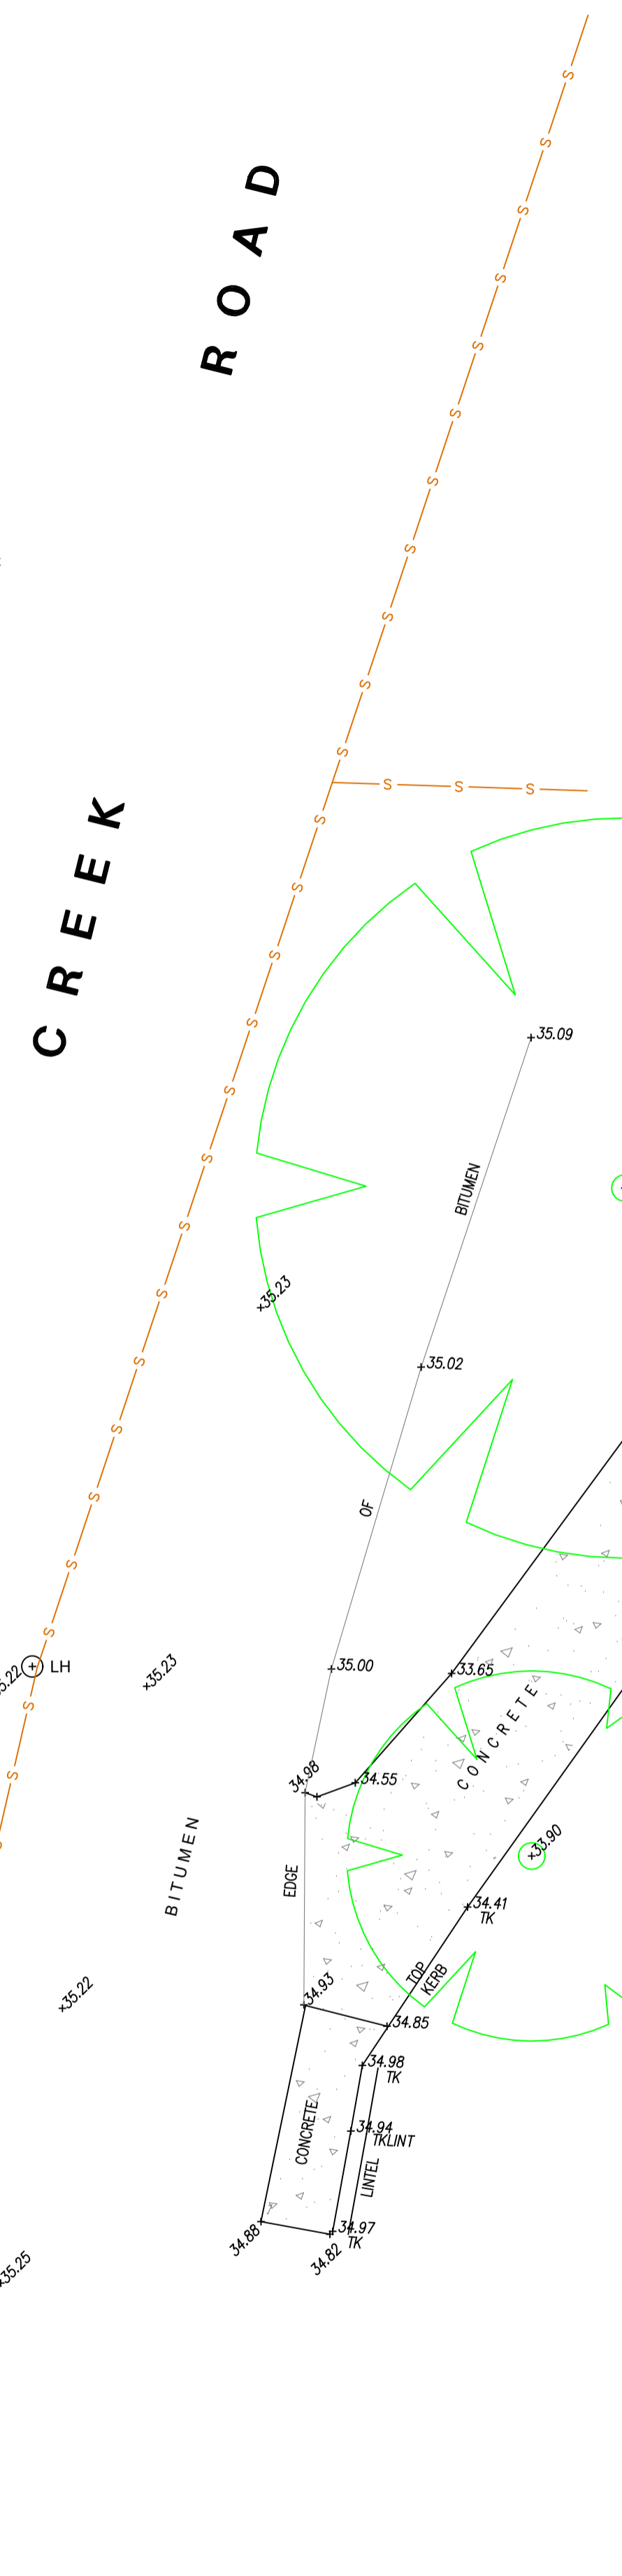 CREEK ROAD
S S S S S S S S S S S S
S S S
S S S S S S S S S S S S S S S S
35.09
BITUMEN
35.23
35.02
OF
35.00
33.65
35.23
LH
CONCRETE
34.98
34.55
33.90
BITUMEN
EDGE
34.41
TK
TOP
KERB
35.22
34.93
34.85
34.98
TK
34.94
TKLINT
CONCRETE
LINTEL
34.88
34.97
TK
34.82
35.25